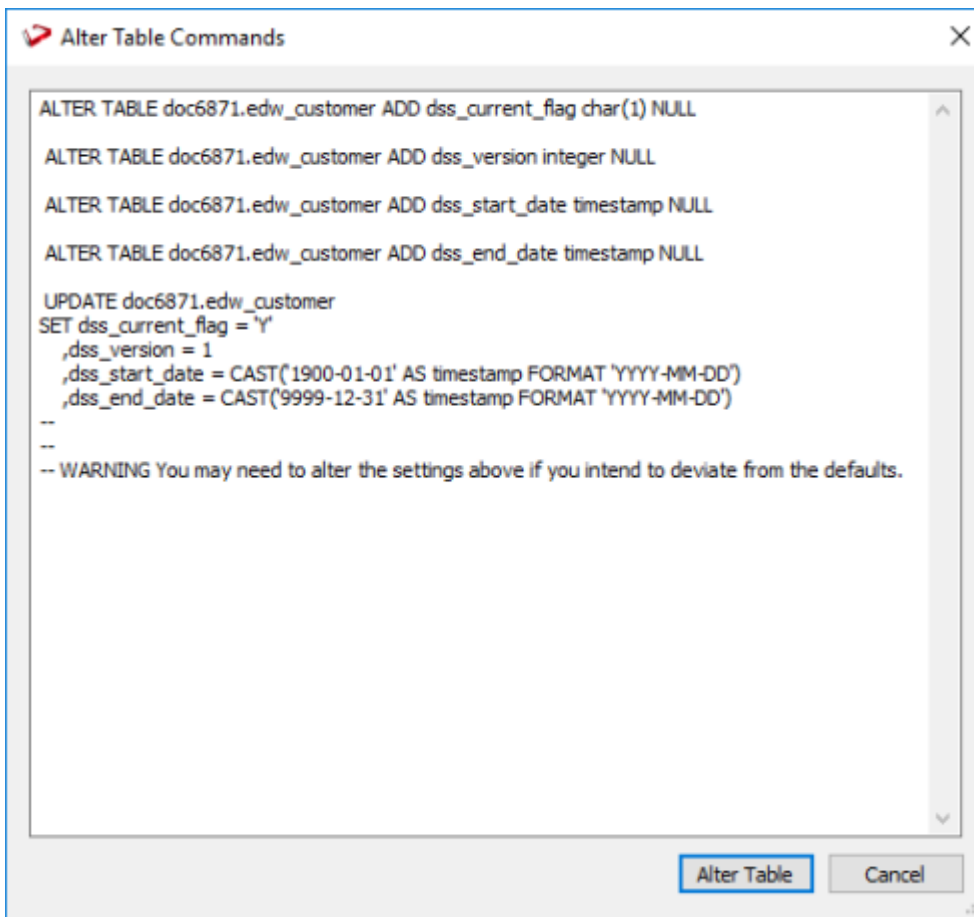 Alter Table Commands
ALTER TABLE doc6871.edw_customer ADD dss_current_flag char(1) NULL
ALTER TABLE doc6871.edw_customer ADD dss_version integer NULL
ALTER TABLE doc6871.edw_customer ADD dss_start_date timestamp NULL
ALTER TABLE doc6871.edw_customer ADD dss_end_date timestamp NULL
UPDATE doc6871.edw_customer
SET dss_current_flag = 'Y'
,dss_version = 1
,dss_start_date = CAST('1900-01-01' AS timestamp FORMAT 'YYYY-MM-DD')
,dss_end_date = CAST('9999-12-31' AS timestamp FORMAT 'YYYY-MM-DD')
--
--
-- WARNING You may need to alter the settings above if you intend to deviate from the defaults.
Alter Table Cancel